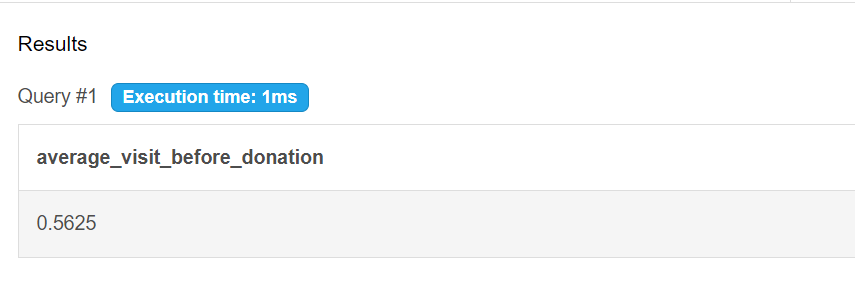 Results
Query #1 Execution time: 1ms
average_visit_before_donation
0.5625